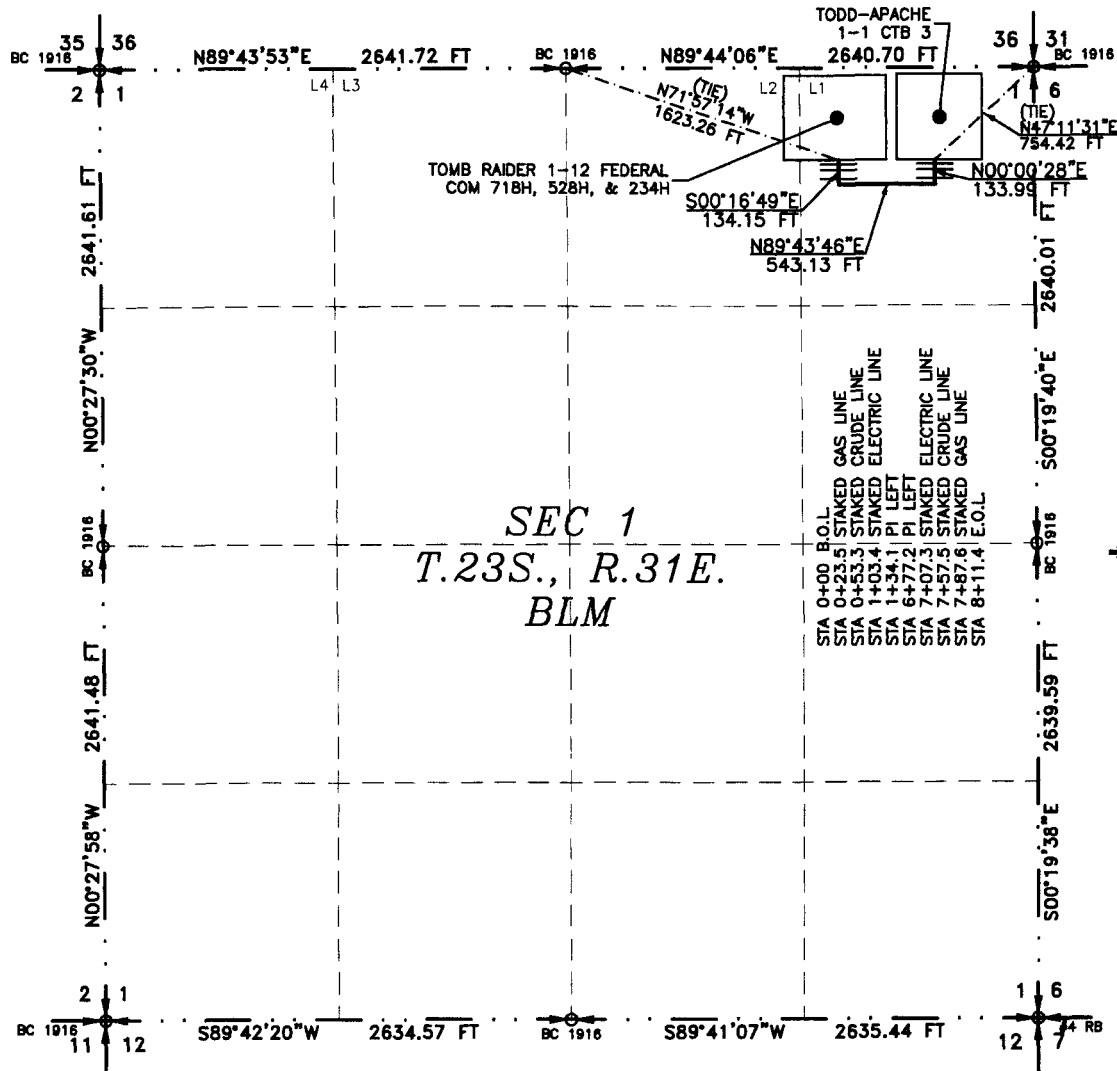 TODD-APACHE
1-1 CTB 3
35 36
BC 1916
N89°43'53"E 2641.72 FT
BC 1916
N89°44'06"E 2640.70 FT
36 31
BC 1916
2 1
L4 L3
L2 L1
1 6
(TIE)
N71°57'14"W
1623.26 FT
(TIE)
N47°11'31"E
754.42 FT
TOMB RAIDER 1-12 FEDERAL
COM 718H, 528H, & 234H
N00°00'28"E
133.99 FT
S00°16'49"E
134.15 FT
N89°43'46"E
543.13 FT
N00°27'30"W 2641.61 FT
S00°19'40"E 2640.01 FT
STA 0+00 B.O.L.
STA 0+23.5 STAKED GAS LINE
STA 0+53.3 STAKED CRUDE LINE
STA 1+03.4 STAKED ELECTRIC LINE
STA 1+34.1 PI LEFT
STA 6+77.2 PI LEFT
STA 7+07.3 STAKED ELECTRIC LINE
STA 7+57.5 STAKED CRUDE LINE
STA 7+87.6 STAKED GAS LINE
STA 8+11.4 E.O.L.
SEC 1
T.23S., R.31E.
BLM
BC 1916
BC 1916
N00°27'58"W 2641.48 FT
S00°19'38"E 2639.59 FT
2 1
BC 1916
11 12
S89°42'20"W 2634.57 FT
BC 1916
S89°41'07"W 2635.44 FT
1 6
12 7
RB